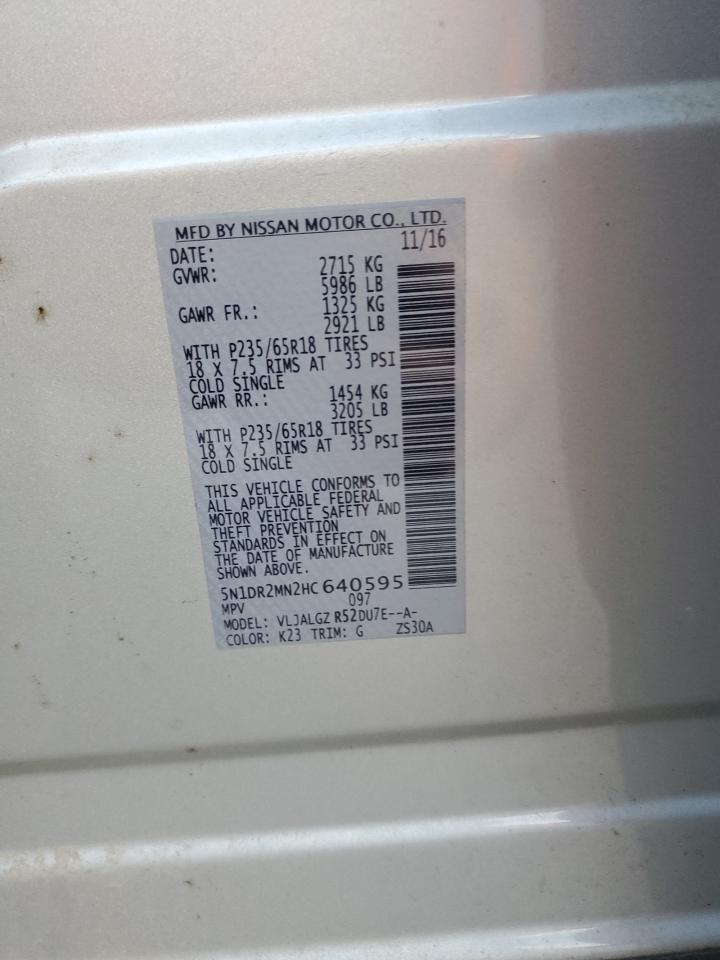 MFD BY NISSAN MOTOR CO., LTD.
DATE: 11/16
GVWR: 2715 KG
5986 LB
GAWR FR.: 1325 KG
2921 LB
WITH P235/65R18 TIRES
18 X 7.5 RIMS AT 33 PSI
COLD SINGLE
GAWR RR.: 1454 KG
3205 LB
WITH P235/65R18 TIRES
18 X 7.5 RIMS AT 33 PSI
COLD SINGLE
THIS VEHICLE CONFORMS TO
ALL APPLICABLE FEDERAL
MOTOR VEHICLE SAFETY AND
THEFT PREVENTION
STANDARDS IN EFFECT ON
THE DATE OF MANUFACTURE
SHOWN ABOVE.
5N1DR2MN2HC640595
MPV 097
MODEL: VLJALGZ R52DU7E--A-
COLOR: K23 TRIM: G ZS30A